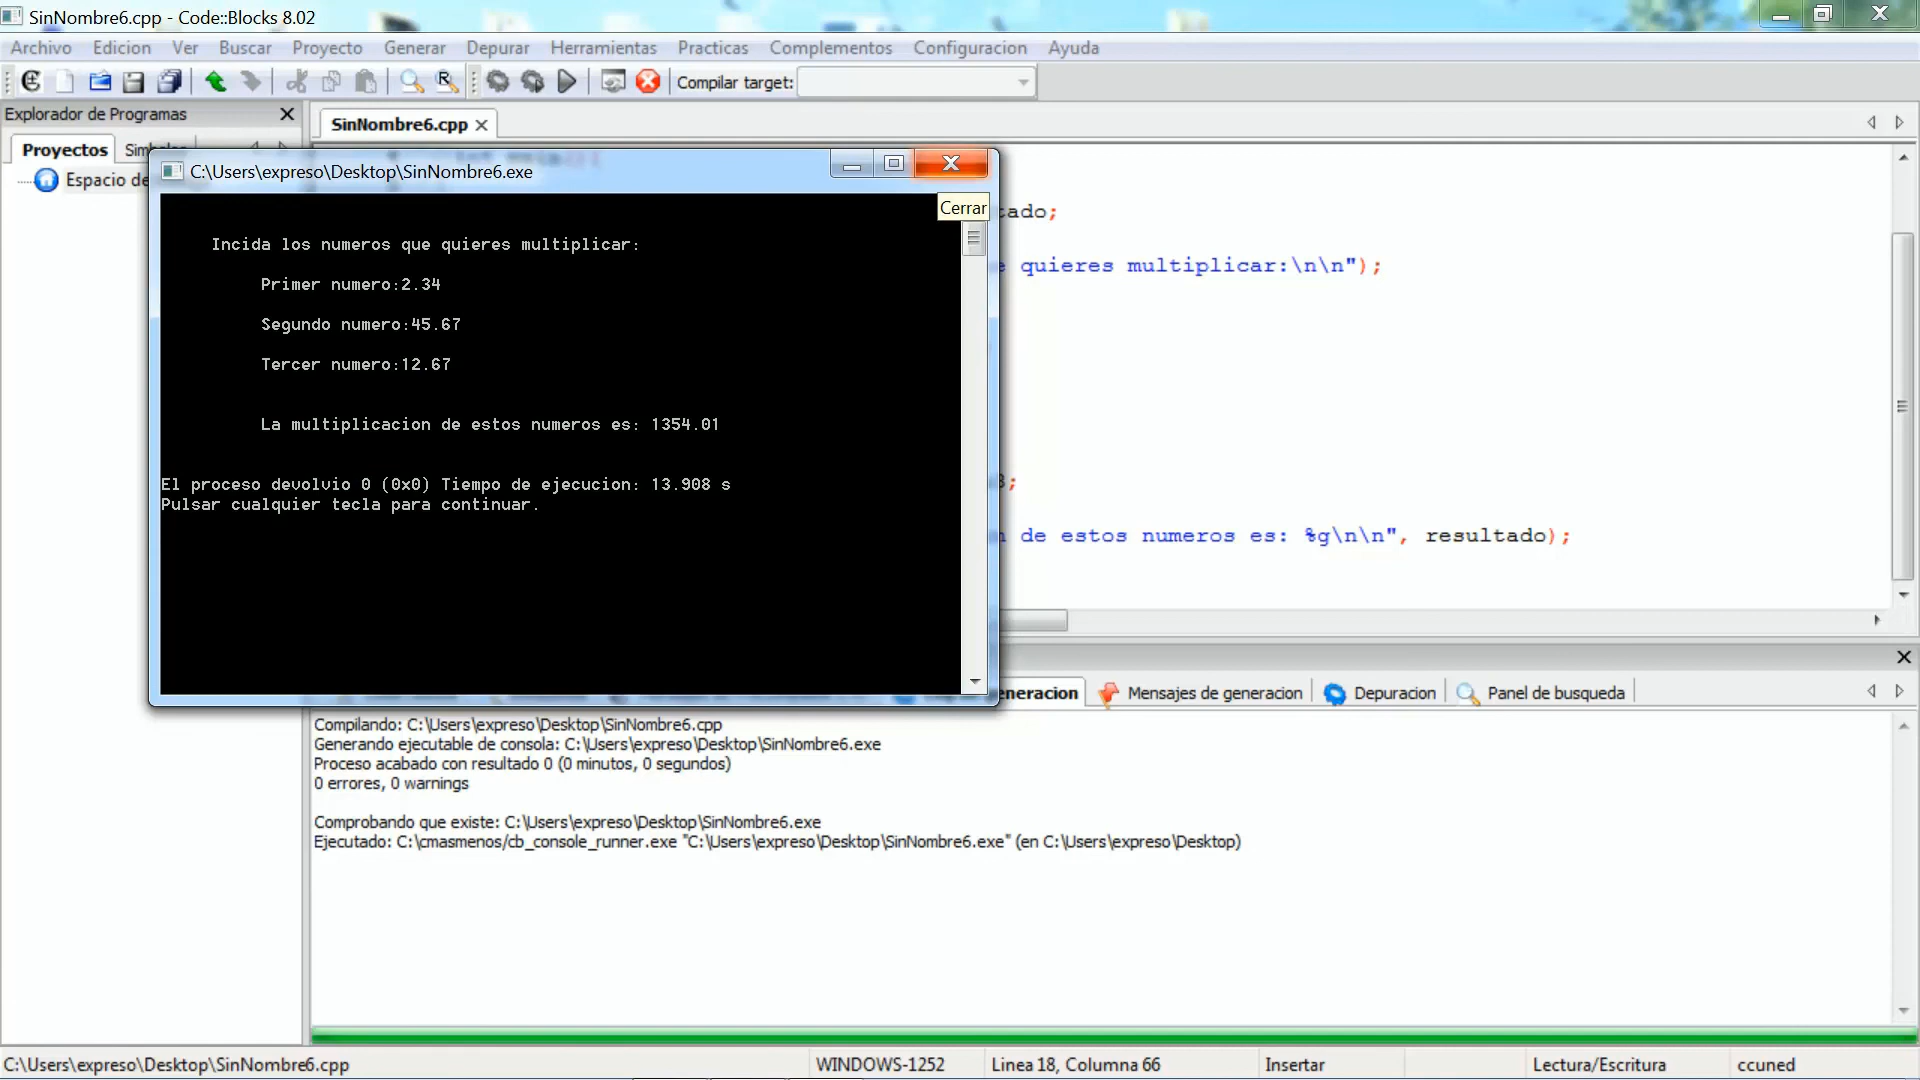 SinNombre6.cpp - Code::Blocks 8.02
Archivo Edicion Ver Buscar Proyecto Generar Depurar Herramientas Practicas Complementos Configuracion Ayuda
Compilar target:
Explorador de Programas
SinNombre6.cpp
Proyectos
Espacio de
C:\Users\expreso\Desktop\SinNombre6.exe
Cerrar
Incida los numeros que quieres multiplicar:
Primer numero:2.34
Segundo numero:45.67
Tercer numero:12.67
La multiplicacion de estos numeros es: 1354.01
El proceso devolvio 0 (0x0) Tiempo de ejecucion: 13.908 s
Pulsar cualquier tecla para continuar.
tado;
quieres multiplicar:\n\n");
;
de estos numeros es: %g\n\n", resultado);
neracion Mensajes de generacion Depuracion Panel de busqueda
Compilando: C:\Users\expreso\Desktop\SinNombre6.cpp
Generando ejecutable de consola: C:\Users\expreso\Desktop\SinNombre6.exe
Proceso acabado con resultado 0 (0 minutos, 0 segundos)
0 errores, 0 warnings
Comprobando que existe: C:\Users\expreso\Desktop\SinNombre6.exe
Ejecutado: C:\cmasmenos/cb_console_runner.exe "C:\Users\expreso\Desktop\SinNombre6.exe" (en C:\Users\expreso\Desktop)
C:\Users\expreso\Desktop\SinNombre6.cpp WINDOWS-1252 Linea 18, Columna 66 Insertar Lectura/Escritura ccuned